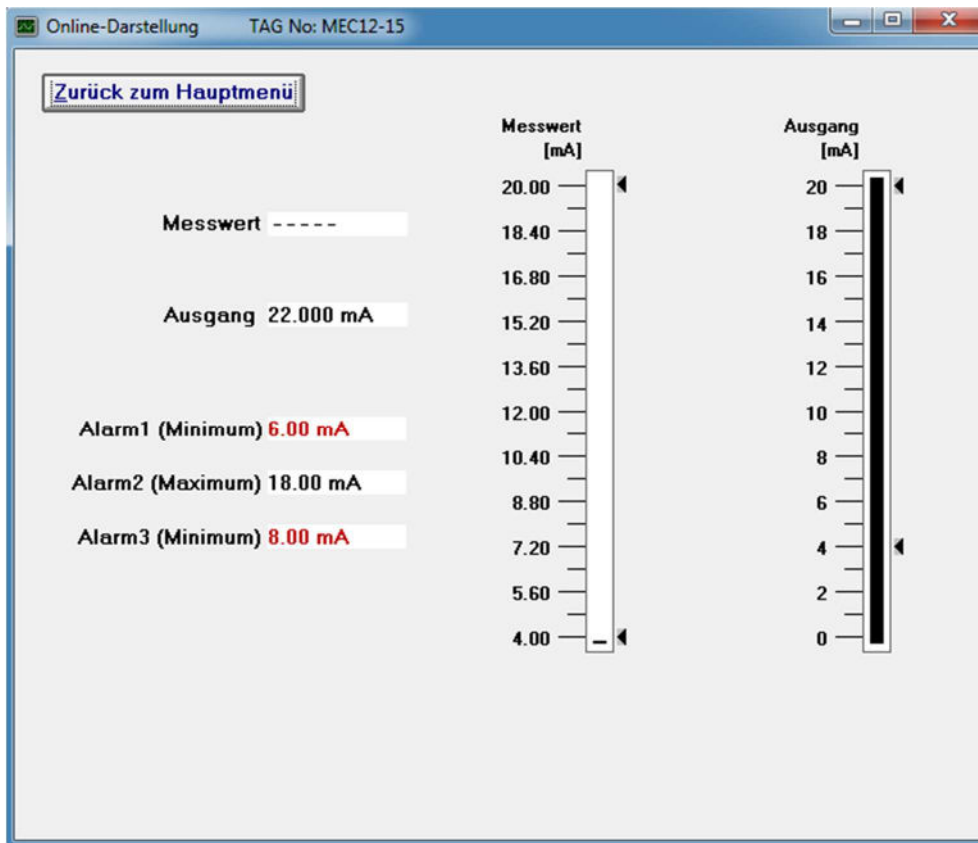 Online-Darstellung TAG No: MEC12-15
Zurück zum Hauptmenü
Messwert - - - - -
Ausgang 22.000 mA
Alarm1 (Minimum) 6.00 mA
Alarm2 (Maximum) 18.00 mA
Alarm3 (Minimum) 8.00 mA
Messwert
[mA]
20.00
18.40
16.80
15.20
13.60
12.00
10.40
8.80
7.20
5.60
4.00
Ausgang
[mA]
20
18
16
14
12
10
8
6
4
2
0